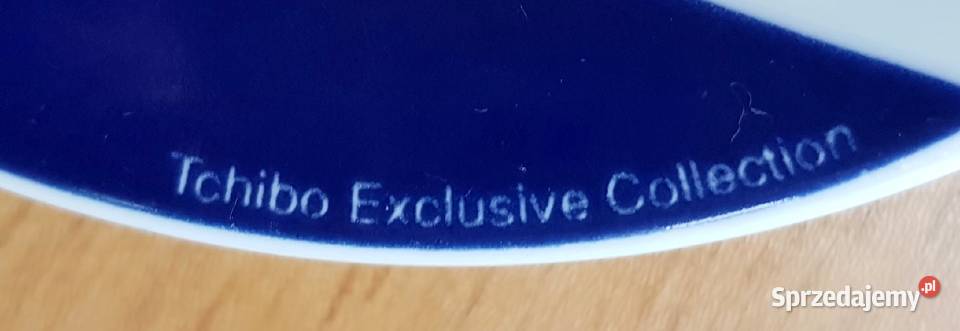 Tchibo Exclusive Collection
Sprzedajemy.pl